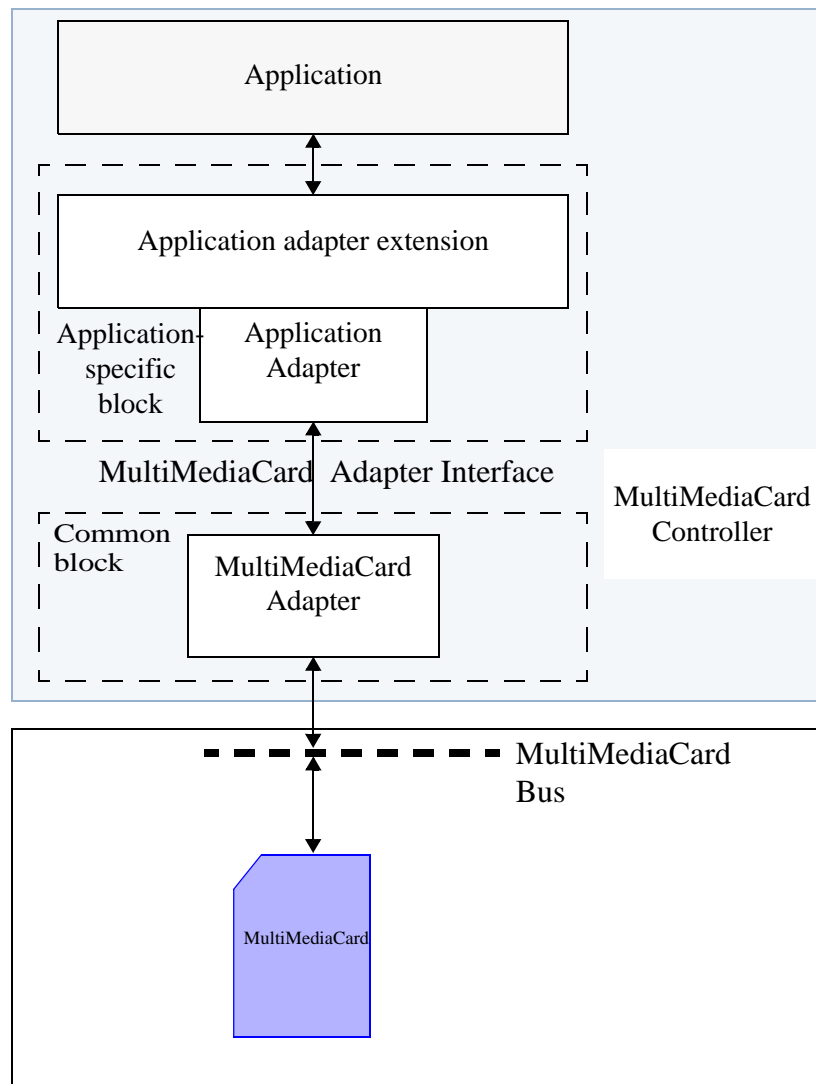 Application
Application adapter extension
Application-
specific
block
Application
Adapter
MultiMediaCard Adapter Interface
MultiMediaCard
Controller
Common
block
MultiMediaCard
Adapter
MultiMediaCard
Bus
MultiMediaCard